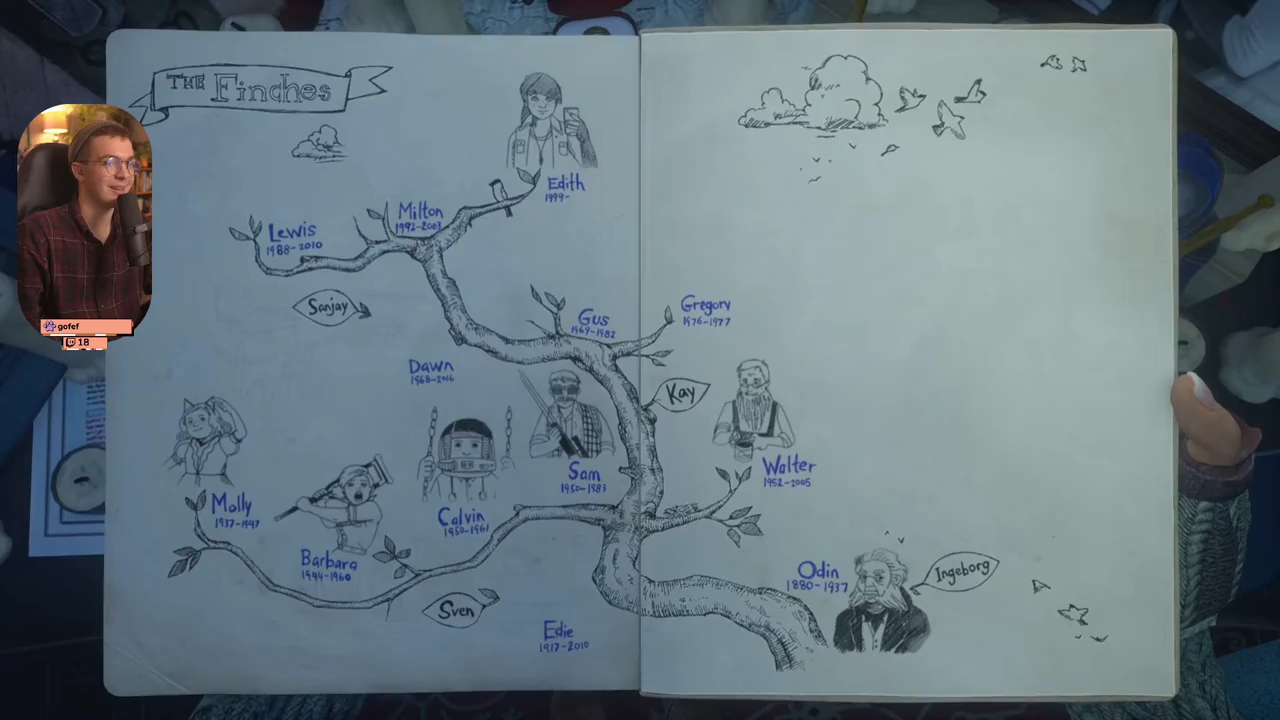 THE Finches
Edith
1999-
Milton
1992-2003
Lewis
1988-2010
Sanjay
Gus
1969-1982
Gregory
1976-1977
Dawn
1968-2016
Kay
Sam
1950-1983
Walter
1952-2005
Molly
1937-1947
Calvin
1950-1961
Barbara
1944-1960
Sven
Edie
1917-2010
Odin
1880-1937
Ingeborg
gofef
18